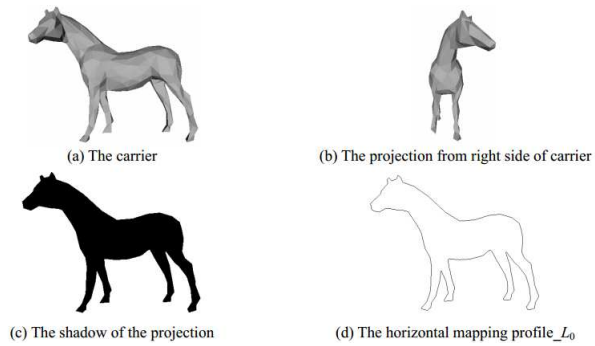 (a) The carrier
(b) The projection from right side of carrier
(c) The shadow of the projection
(d) The horizontal mapping profile_L₀